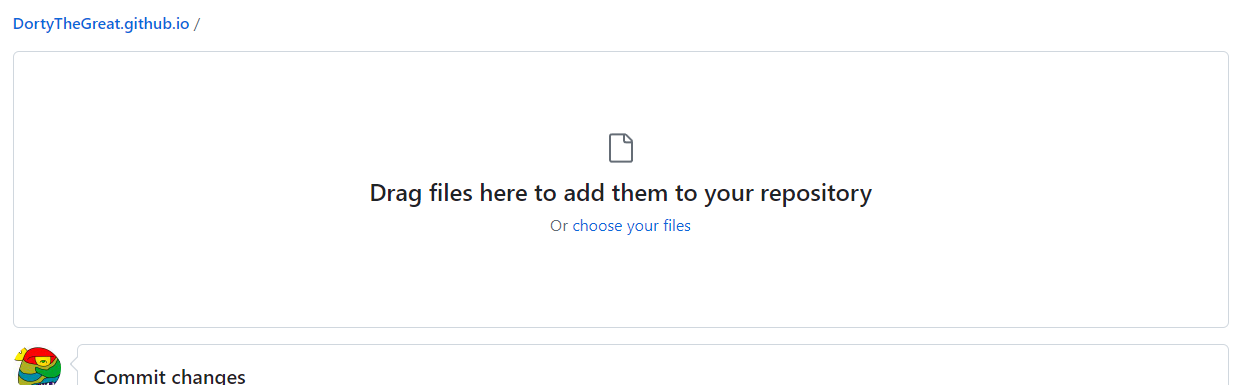 DortyTheGreat.github.io /
Drag files here to add them to your repository
Or choose your files
Commit changes